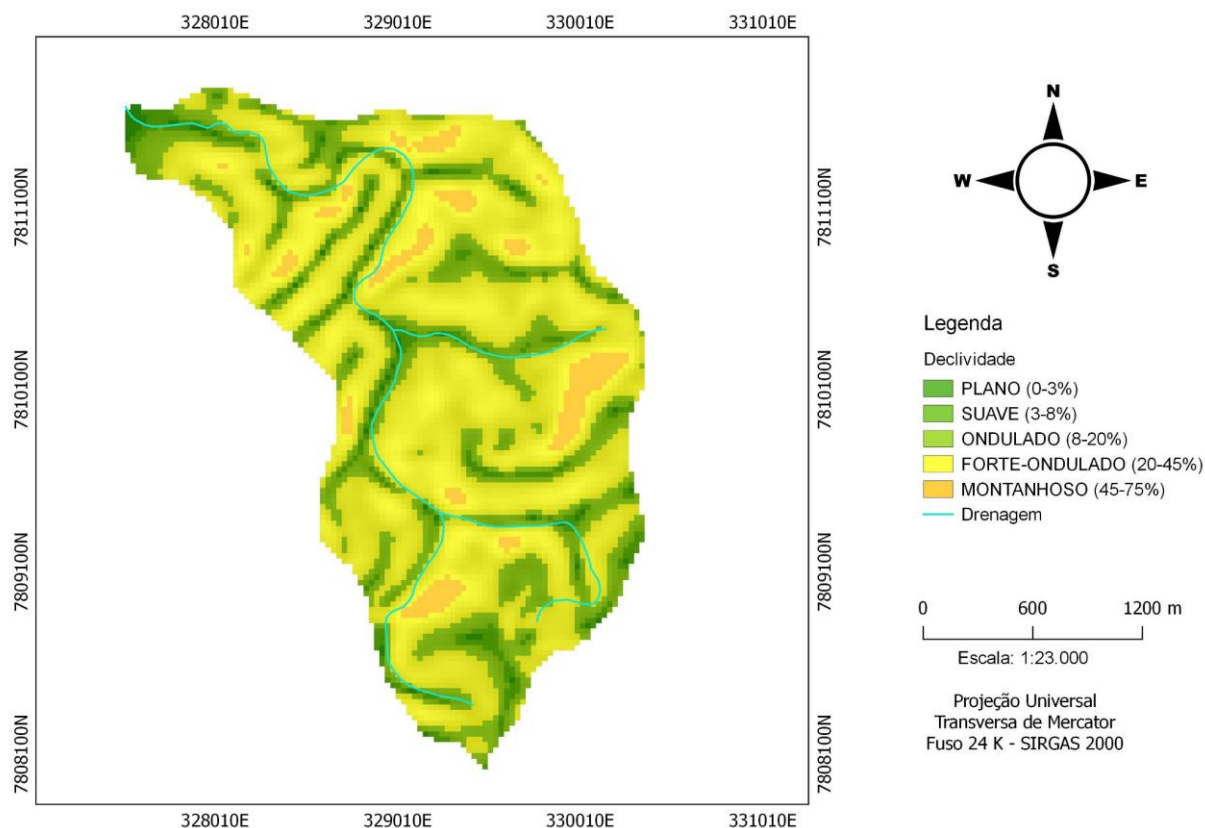 328010E 329010E 330010E 331010E
7811100N
7810100N
7809100N
7808100N
7811100N
7810100N
7809100N
7808100N
328010E 329010E 330010E 331010E
N
W E
S
Legenda
Declividade
PLANO (0-3%)
SUAVE (3-8%)
ONDULADO (8-20%)
FORTE-ONDULADO (20-45%)
MONTANHOSO (45-75%)
Drenagem
0 600 1200 m
Escala: 1:23.000
Projeção Universal
Transversa de Mercator
Fuso 24 K - SIRGAS 2000